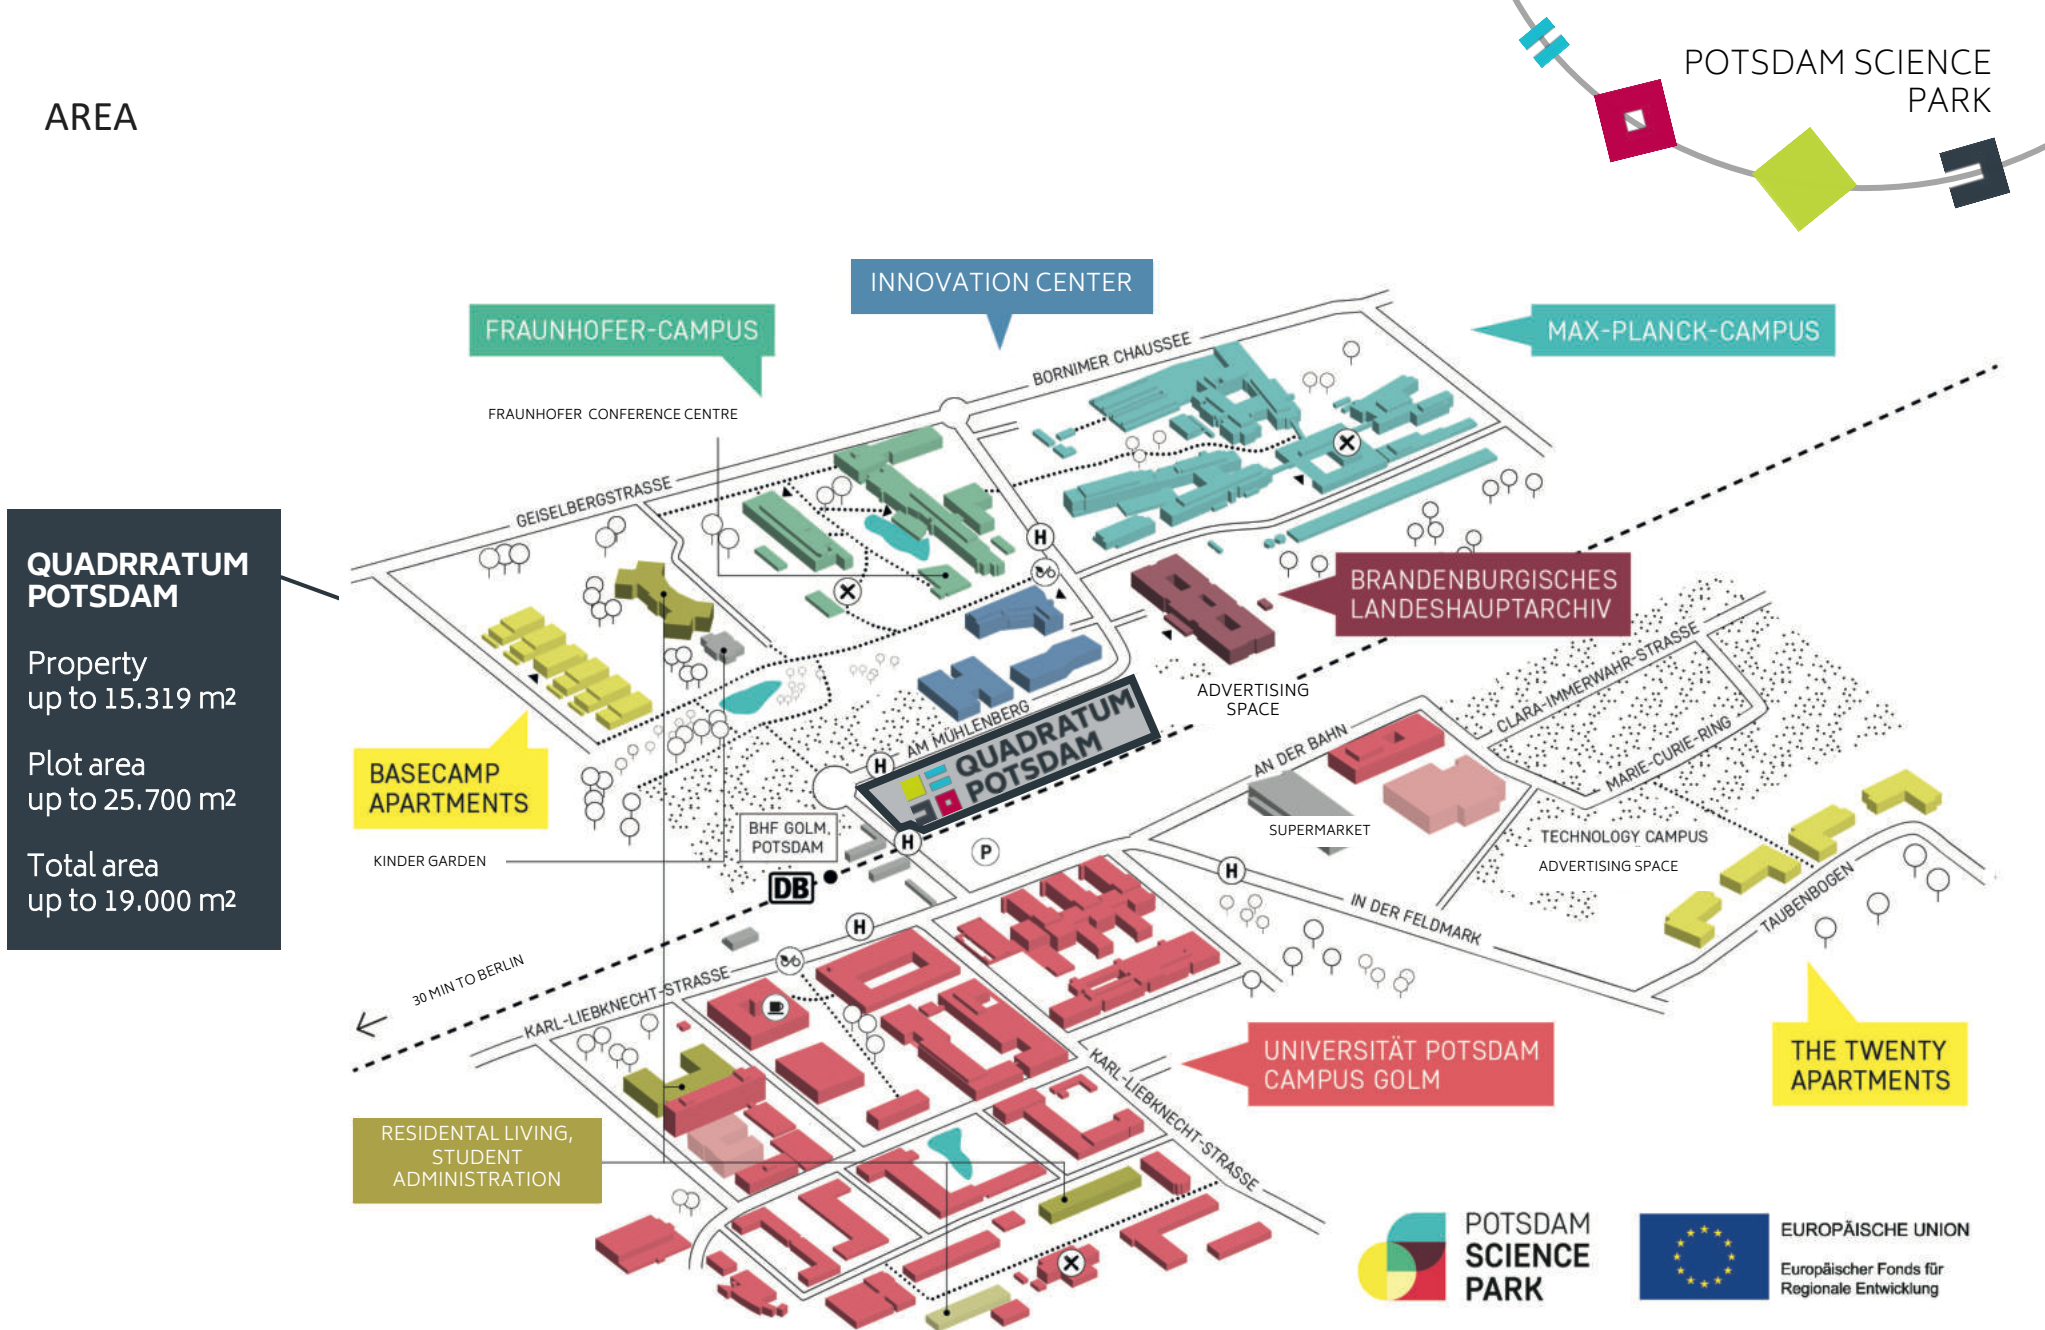 AREA
POTSDAM SCIENCE
PARK
INNOVATION CENTER
FRAUNHOFER-CAMPUS
MAX-PLANCK-CAMPUS
BORNIMER CHAUSSEE
FRAUNHOFER CONFERENCE CENTRE
GEISELBERGSTRASSE
H
QUADRRATUM
POTSDAM
Property
up to 15.319 m²
Plot area
up to 25.700 m²
Total area
up to 19.000 m²
BRANDENBURGISCHES
LANDESHAUPTARCHIV
CLARA-IMMERWAHR-STRASSE
MARIE-CURIE-RING
ADVERTISING
SPACE
AM MÜHLENBERG
QUADRATUM
POTSDAM
H
AN DER BAHN
BASECAMP
APARTMENTS
BHF GOLM,
POTSDAM
H
P
SUPERMARKET
TECHNOLOGY CAMPUS
ADVERTISING SPACE
KINDER GARDEN
DB
H
IN DER FELDMARK
TAUBENBOGEN
H
30 MIN TO BERLIN
KARL-LIEBKNECHT-STRASSE
UNIVERSITÄT POTSDAM
CAMPUS GOLM
THE TWENTY
APARTMENTS
KARL-LIEBKNECHT-STRASSE
RESIDENTAL LIVING,
STUDENT
ADMINISTRATION
POTSDAM
SCIENCE
PARK
EUROPÄISCHE UNION
Europäischer Fonds für
Regionale Entwicklung